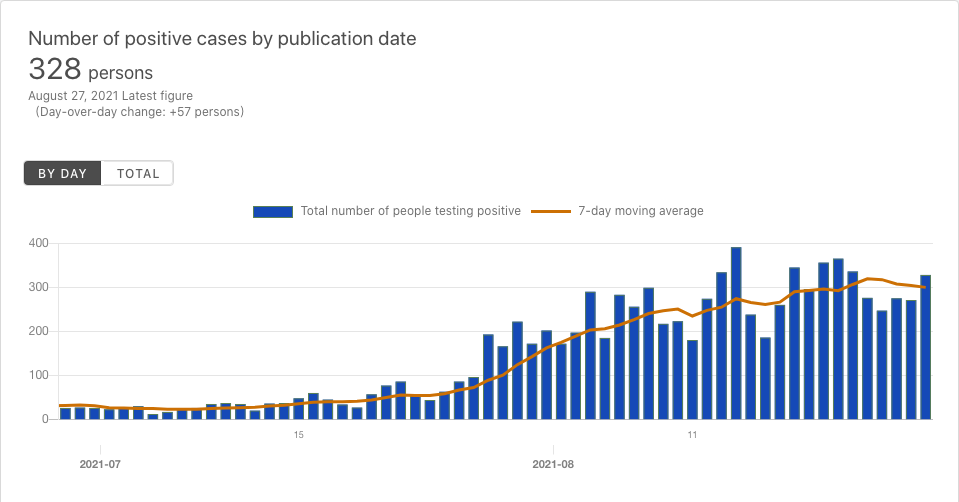 Number of positive cases by publication date
328 persons
August 27, 2021 Latest figure
(Day-over-day change: +57 persons)
BY DAY TOTAL
Total number of people testing positive 7-day moving average
400
300
200
100
0
15 11
2021-07 2021-08